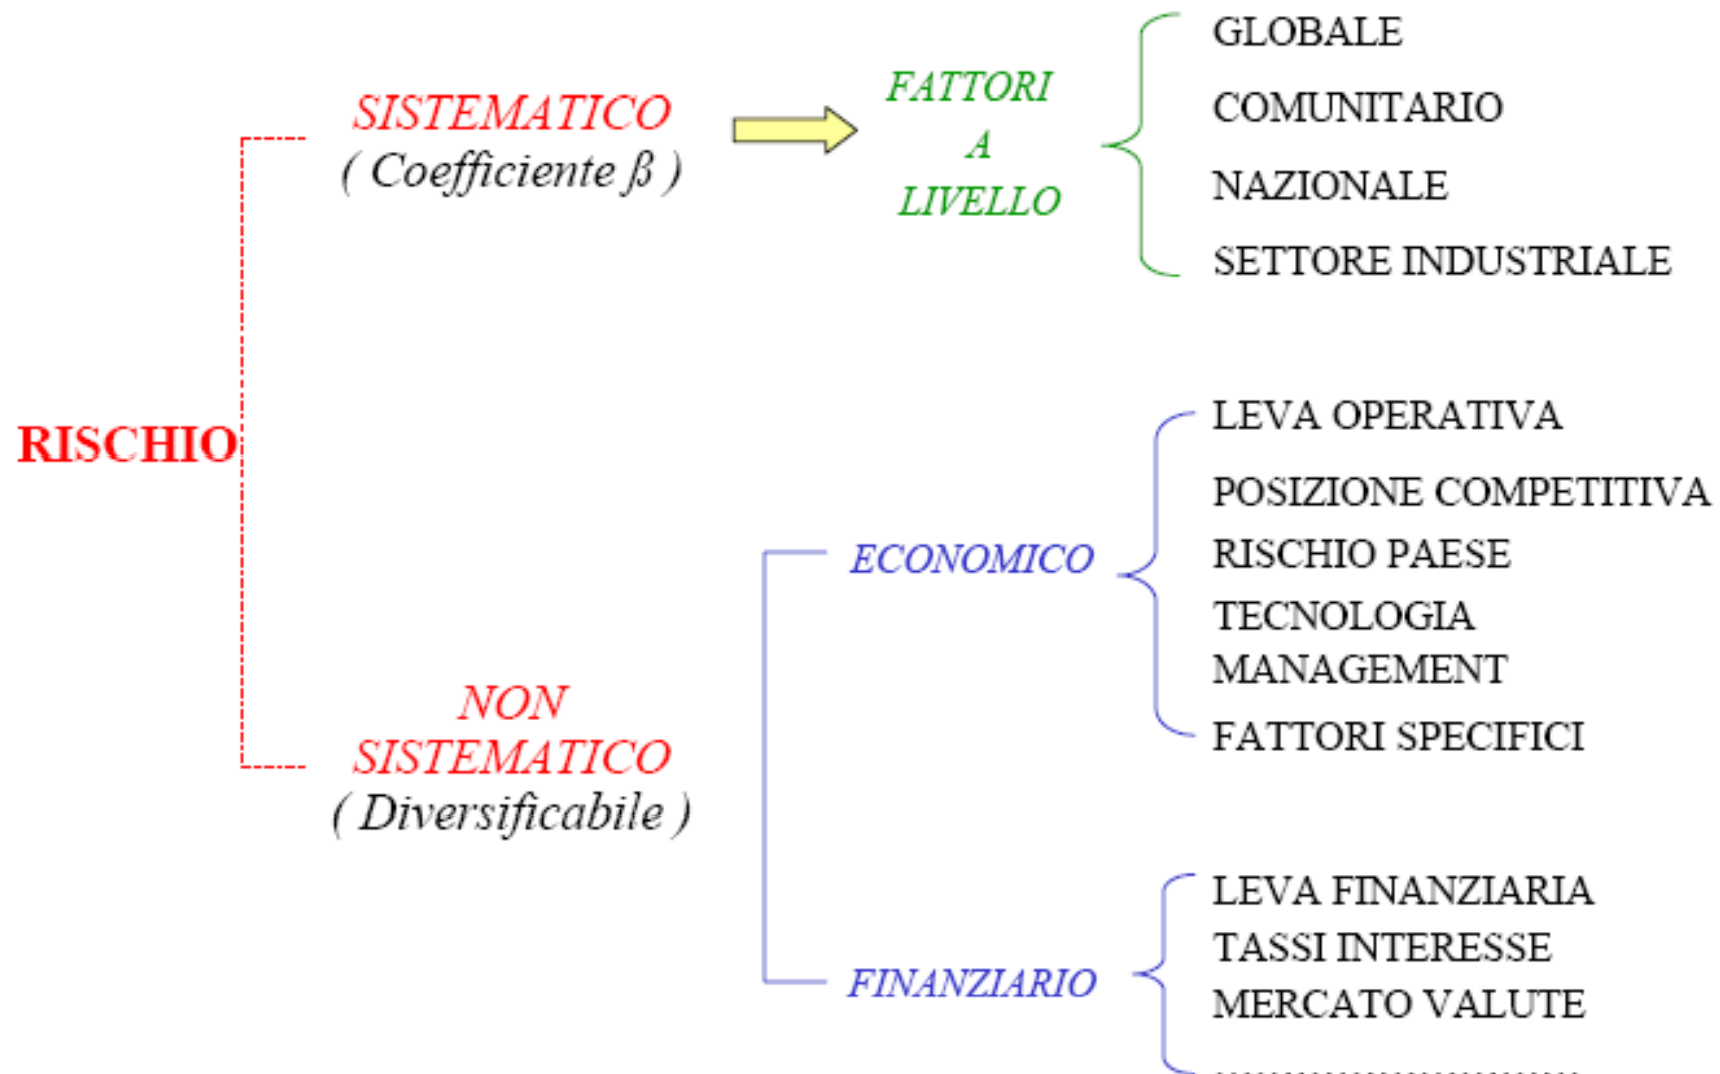 RISCHIO
SISTEMATICO
( Coefficiente ß )
FATTORI
A
LIVELLO
GLOBALE
COMUNITARIO
NAZIONALE
SETTORE INDUSTRIALE
NON
SISTEMATICO
( Diversificabile )
ECONOMICO
LEVA OPERATIVA
POSIZIONE COMPETITIVA
RISCHIO PAESE
TECNOLOGIA
MANAGEMENT
FATTORI SPECIFICI
FINANZIARIO
LEVA FINANZIARIA
TASSI INTERESSE
MERCATO VALUTE